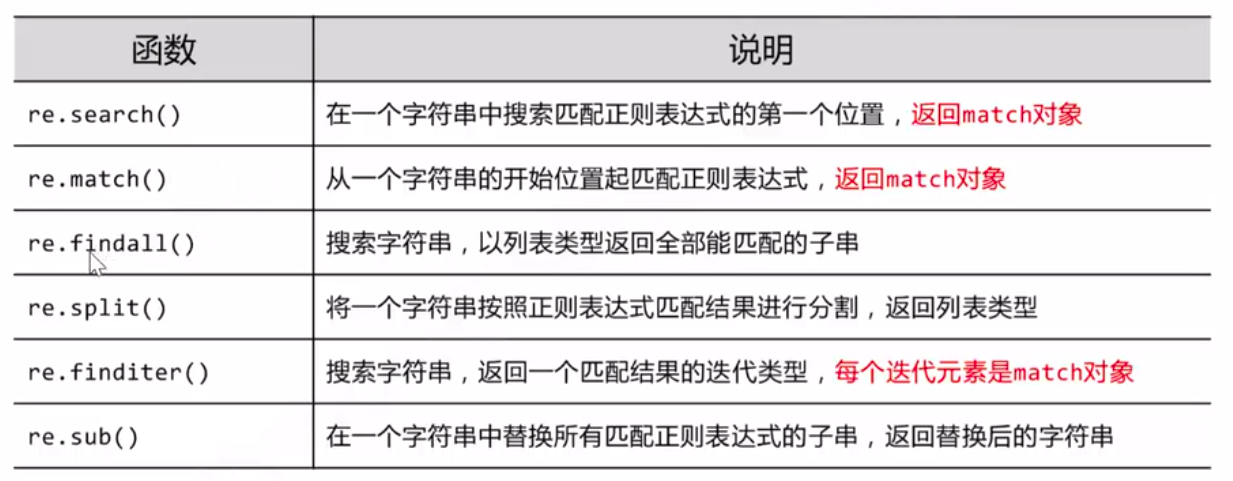 函数 说明
re.search() 在一个字符串中搜索匹配正则表达式的第一个位置，返回match对象
re.match() 从一个字符串的开始位置起匹配正则表达式，返回match对象
re.findall() 搜索字符串，以列表类型返回全部能匹配的子串
re.split() 将一个字符串按照正则表达式匹配结果进行分割，返回列表类型
re.finditer() 搜索字符串，返回一个匹配结果的迭代类型，每个迭代元素是match对象
re.sub() 在一个字符串中替换所有匹配正则表达式的子串，返回替换后的字符串